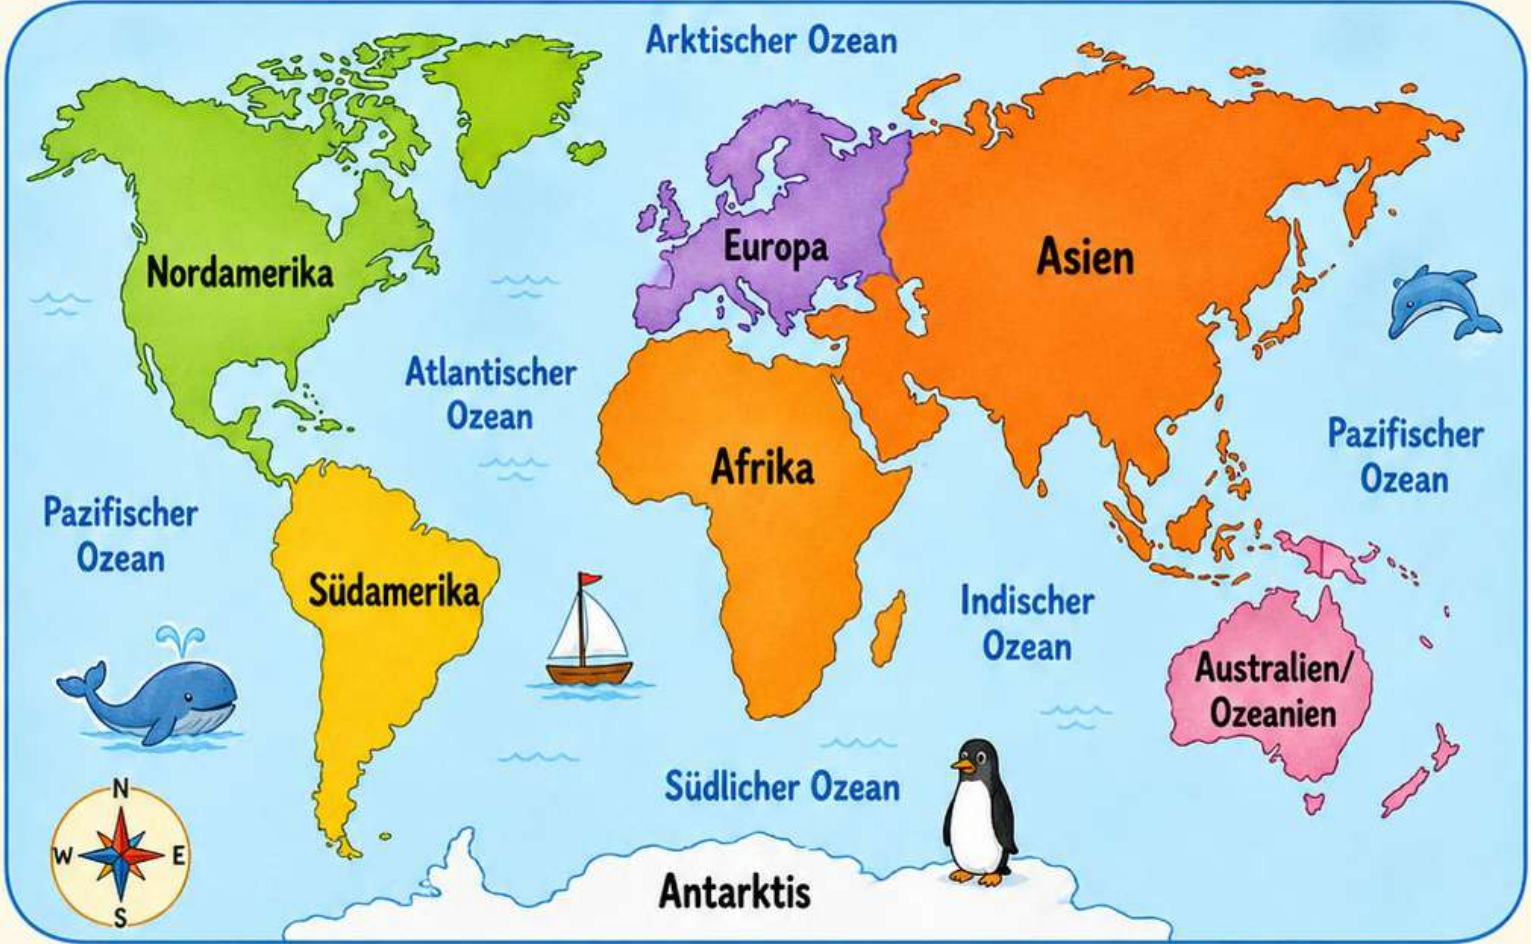 Arktischer Ozean
Nordamerika
Europa
Asien
Atlantischer
Ozean
Afrika
Pazifischer
Ozean
Pazifischer
Ozean
Südamerika
Indischer
Ozean
Australien/
Ozeanien
Südlicher Ozean
Antarktis
N
W E
S